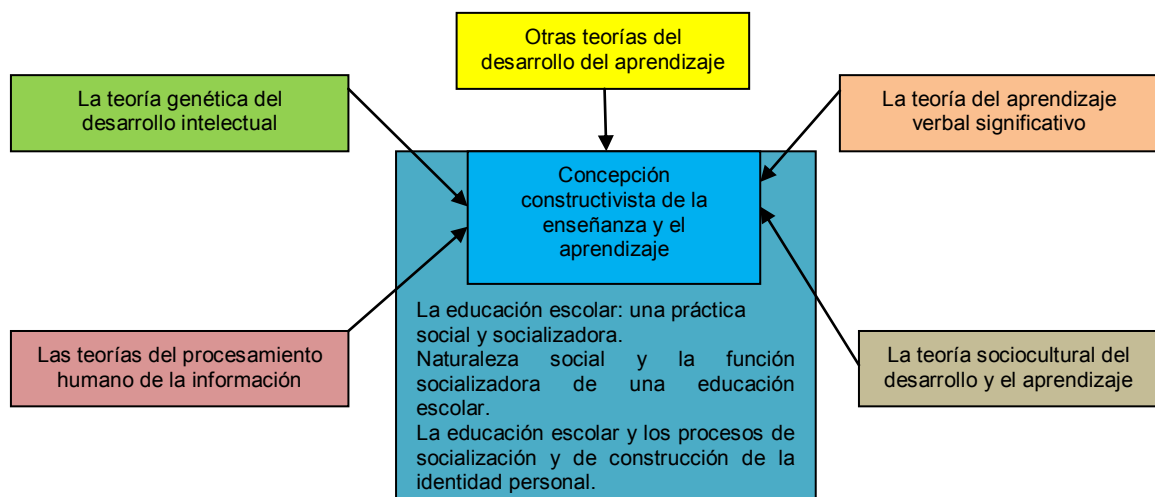 Otras teorías del
desarrollo del aprendizaje
La teoría genética del
desarrollo intelectual
La teoría del aprendizaje
verbal significativo
Concepción
constructivista de la
enseñanza y el
aprendizaje
La educación escolar: una práctica
social y socializadora.
Naturaleza social y la función
socializadora de una educación
escolar.
La educación escolar y los procesos de
socialización y de construcción de la
identidad personal.
Las teorías del procesamiento
humano de la información
La teoría sociocultural del
desarrollo y el aprendizaje